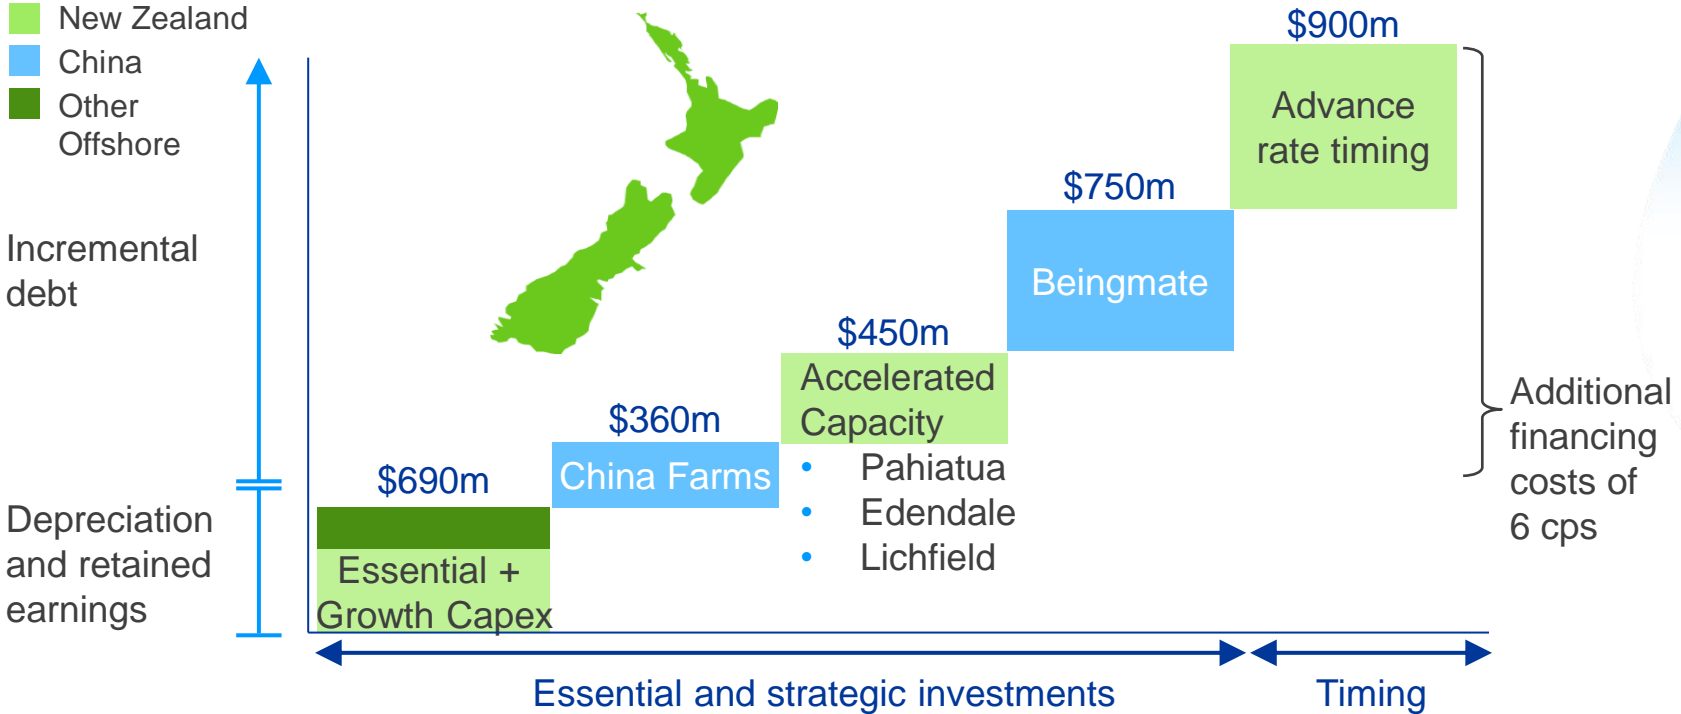 New Zealand
China
Other
Offshore
Incremental
debt
Depreciation
and retained
earnings
$690m
Essential +
Growth Capex
$360m
China Farms
$450m
Accelerated
Capacity
• Pahiatua
• Edendale
• Lichfield
$750m
Beingmate
$900m
Advance
rate timing
Additional
financing
costs of
6 cps
Essential and strategic investments
Timing